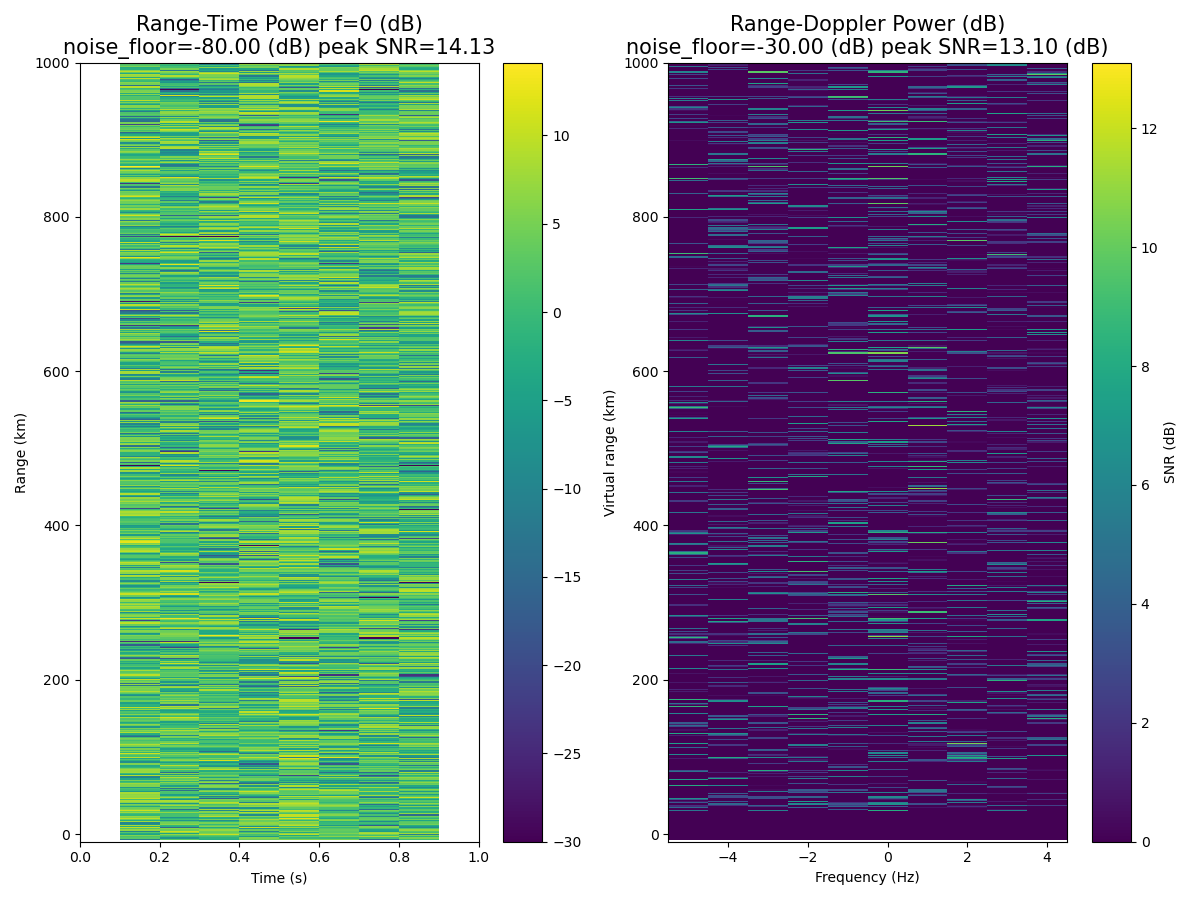 Range-Time Power f=0 (dB)
noise_floor=-80.00 (dB) peak SNR=14.13
Range (km)
1000
800
600
400
200
0
0.0 0.2 0.4 0.6 0.8 1.0
Time (s)
10
5
0
−5
−10
−15
−20
−25
−30
Range-Doppler Power (dB)
noise_floor=-30.00 (dB) peak SNR=13.10 (dB)
Virtual range (km)
1000
800
600
400
200
0
−4 −2 0 2 4
Frequency (Hz)
12
10
8
6
4
2
0
SNR (dB)